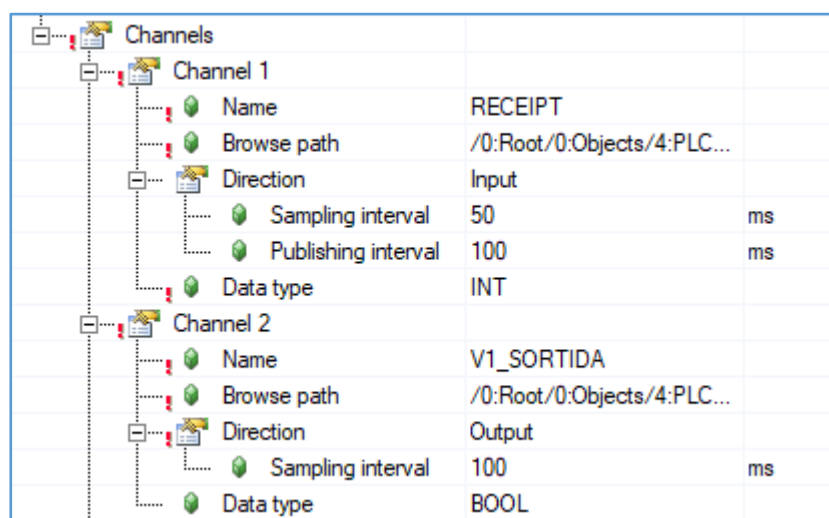 Channels
Channel 1
Name RECEIPT
Browse path /0:Root/0:Objects/4:PLC...
Direction Input
Sampling interval 50 ms
Publishing interval 100 ms
Data type INT
Channel 2
Name V1_SORTIDA
Browse path /0:Root/0:Objects/4:PLC...
Direction Output
Sampling interval 100 ms
Data type BOOL